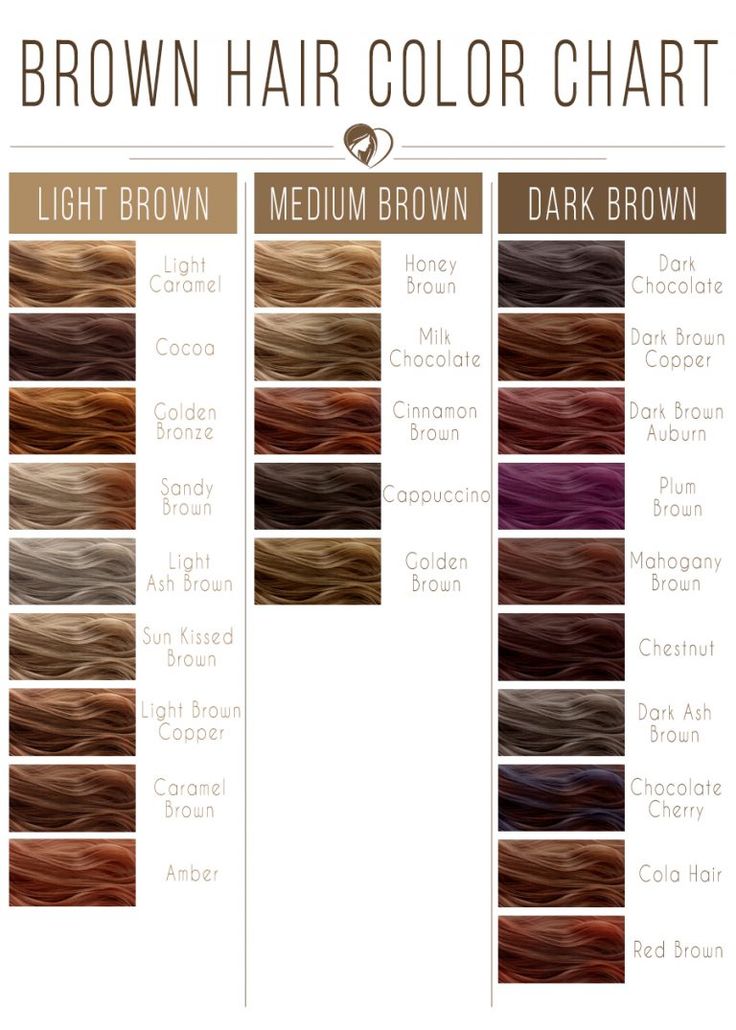 BROWN HAIR COLOR CHART
LIGHT BROWN
Light
Caramel
Cocoa
Golden
Bronze
Sandy
Brown
Light
Ash Brown
Sun Kissed
Brown
Light Brown
Copper
Caramel
Brown
Amber
MEDIUM BROWN
Honey
Brown
Milk
Chocolate
Cinnamon
Brown
Cappuccino
Golden
Brown
DARK BROWN
Dark
Chocolate
Dark Brown
Copper
Dark Brown
Auburn
Plum
Brown
Mahogany
Brown
Chestnut
Dark Ash
Brown
Chocolate
Cherry
Cola Hair
Red Brown